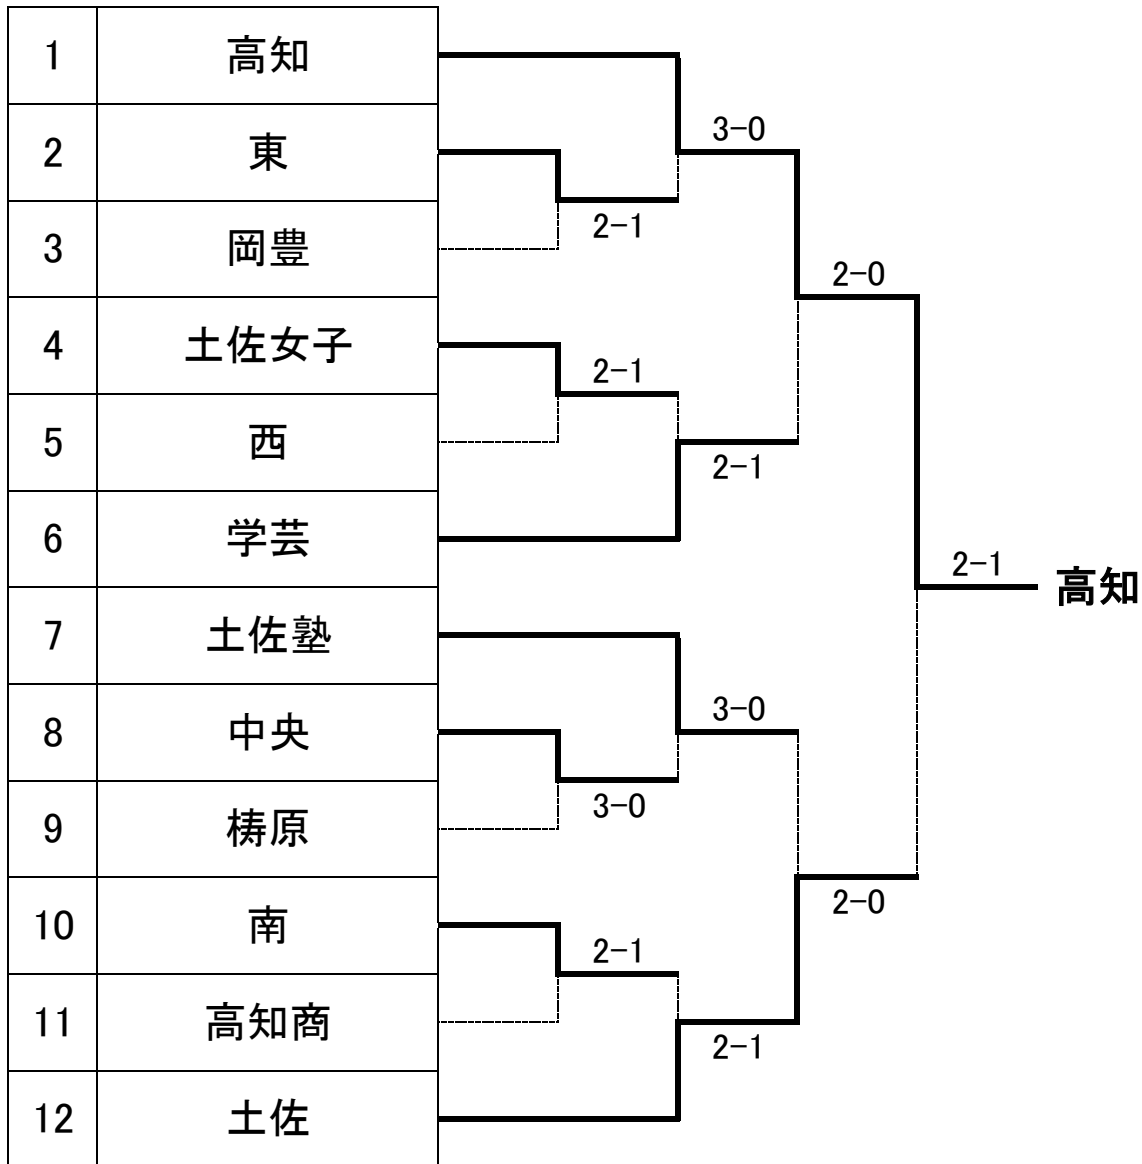 1 高知
2 東
3 岡豊
4 土佐女子
5 西
6 学芸
7 土佐塾
8 中央
9 梼原
10 南
11 高知商
12 土佐
3-0
2-1
2-0
2-1
2-1
2-1 高知
3-0
3-0
2-0
2-1
2-1